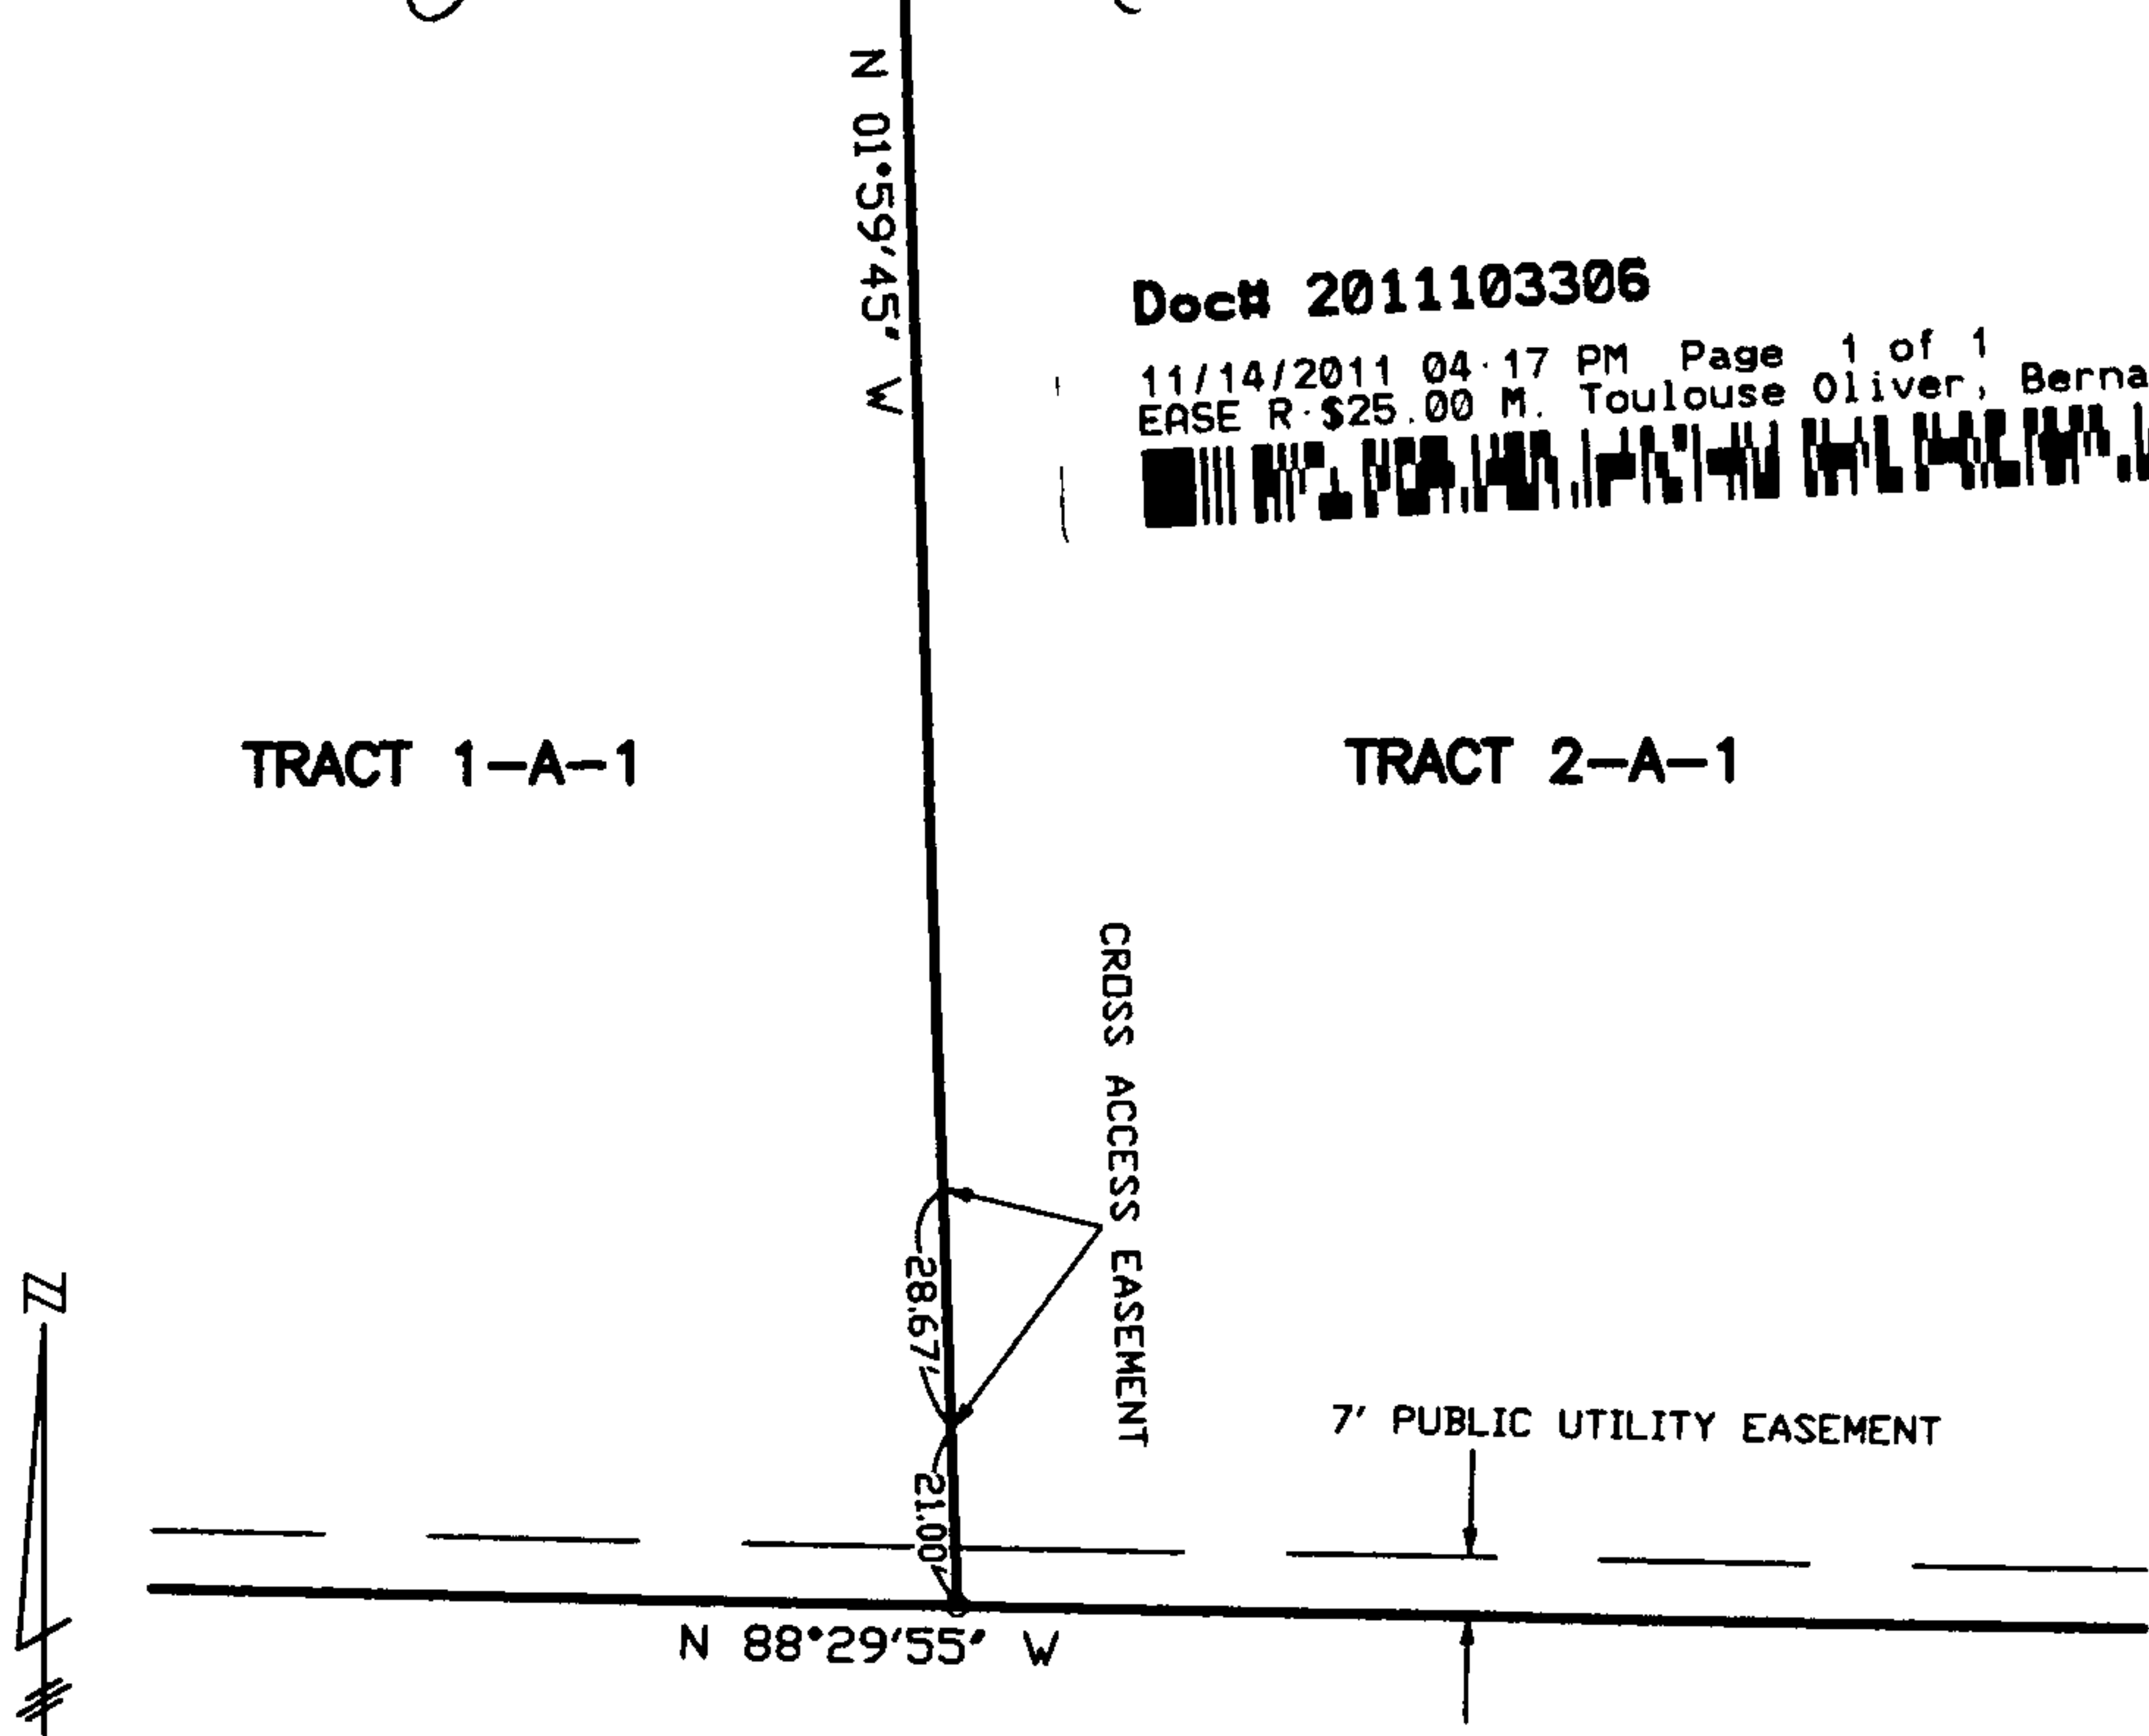 N 01°59'45" W
Doc# 2011103306
11/14/2011 04:17 PM Page 1 of 1
EASE R:$25.00 M. Toulouse Oliver, Berna
TRACT 1-A-1
TRACT 2-A-1
CROSS ACCESS EASEMENT
N
28.67'
7' PUBLIC UTILITY EASEMENT
21.00'
N 88°29'55" W